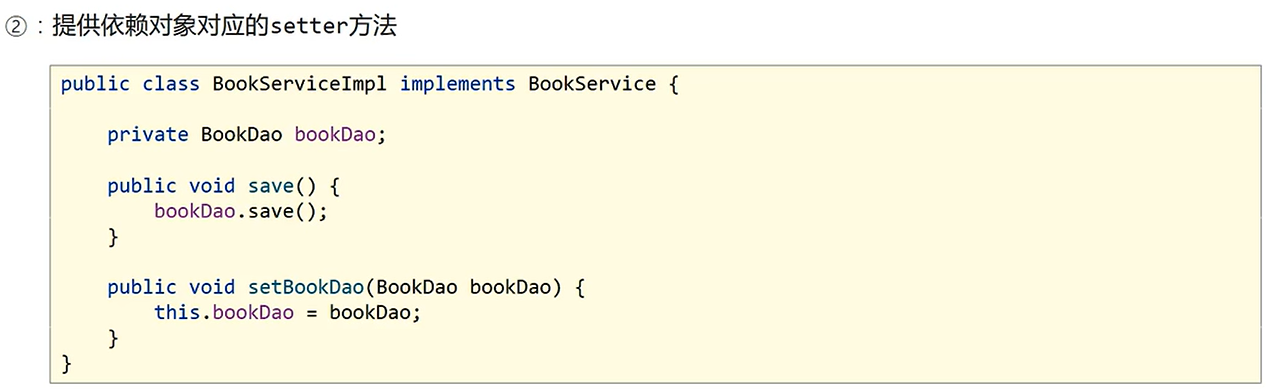 ②：提供依赖对象对应的setter方法
public class BookServiceImpl implements BookService {
    private BookDao bookDao;
    public void save() {
        bookDao.save();
    }
    public void setBookDao(BookDao bookDao) {
        this.bookDao = bookDao;
    }
}